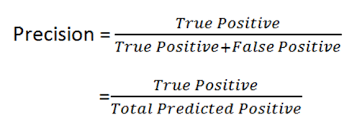 Precision = True Positive / True Positive+False Positive
= True Positive / Total Predicted Positive